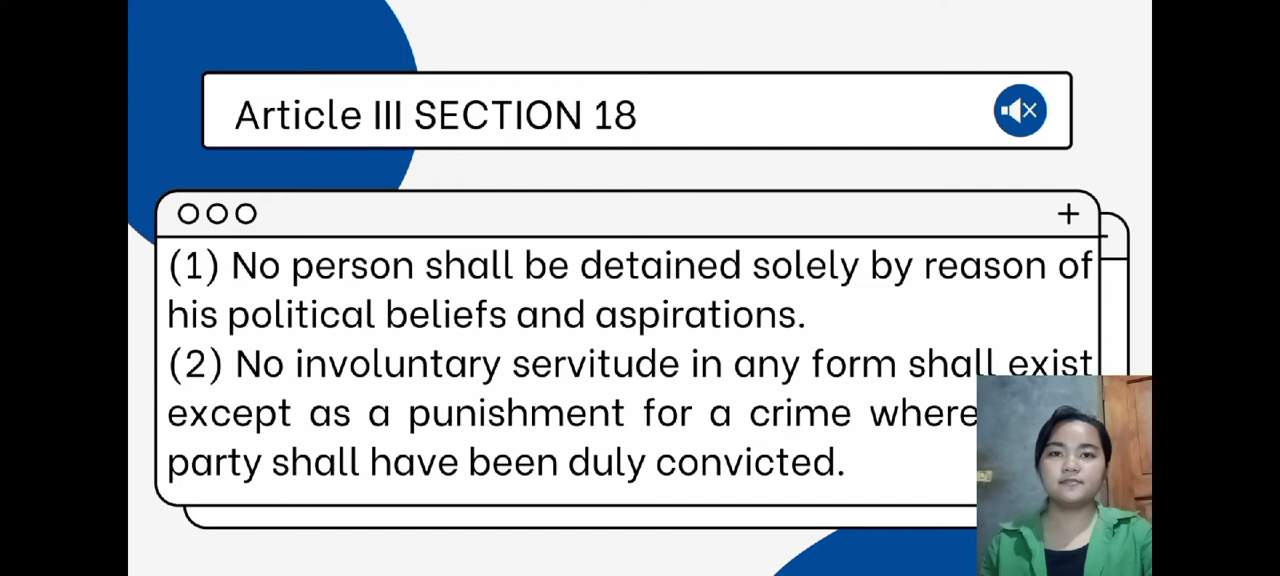 Article III SECTION 18
(1) No person shall be detained solely by reason of
his political beliefs and aspirations.
(2) No involuntary servitude in any form shall exist
except as a punishment for a crime where
party shall have been duly convicted.